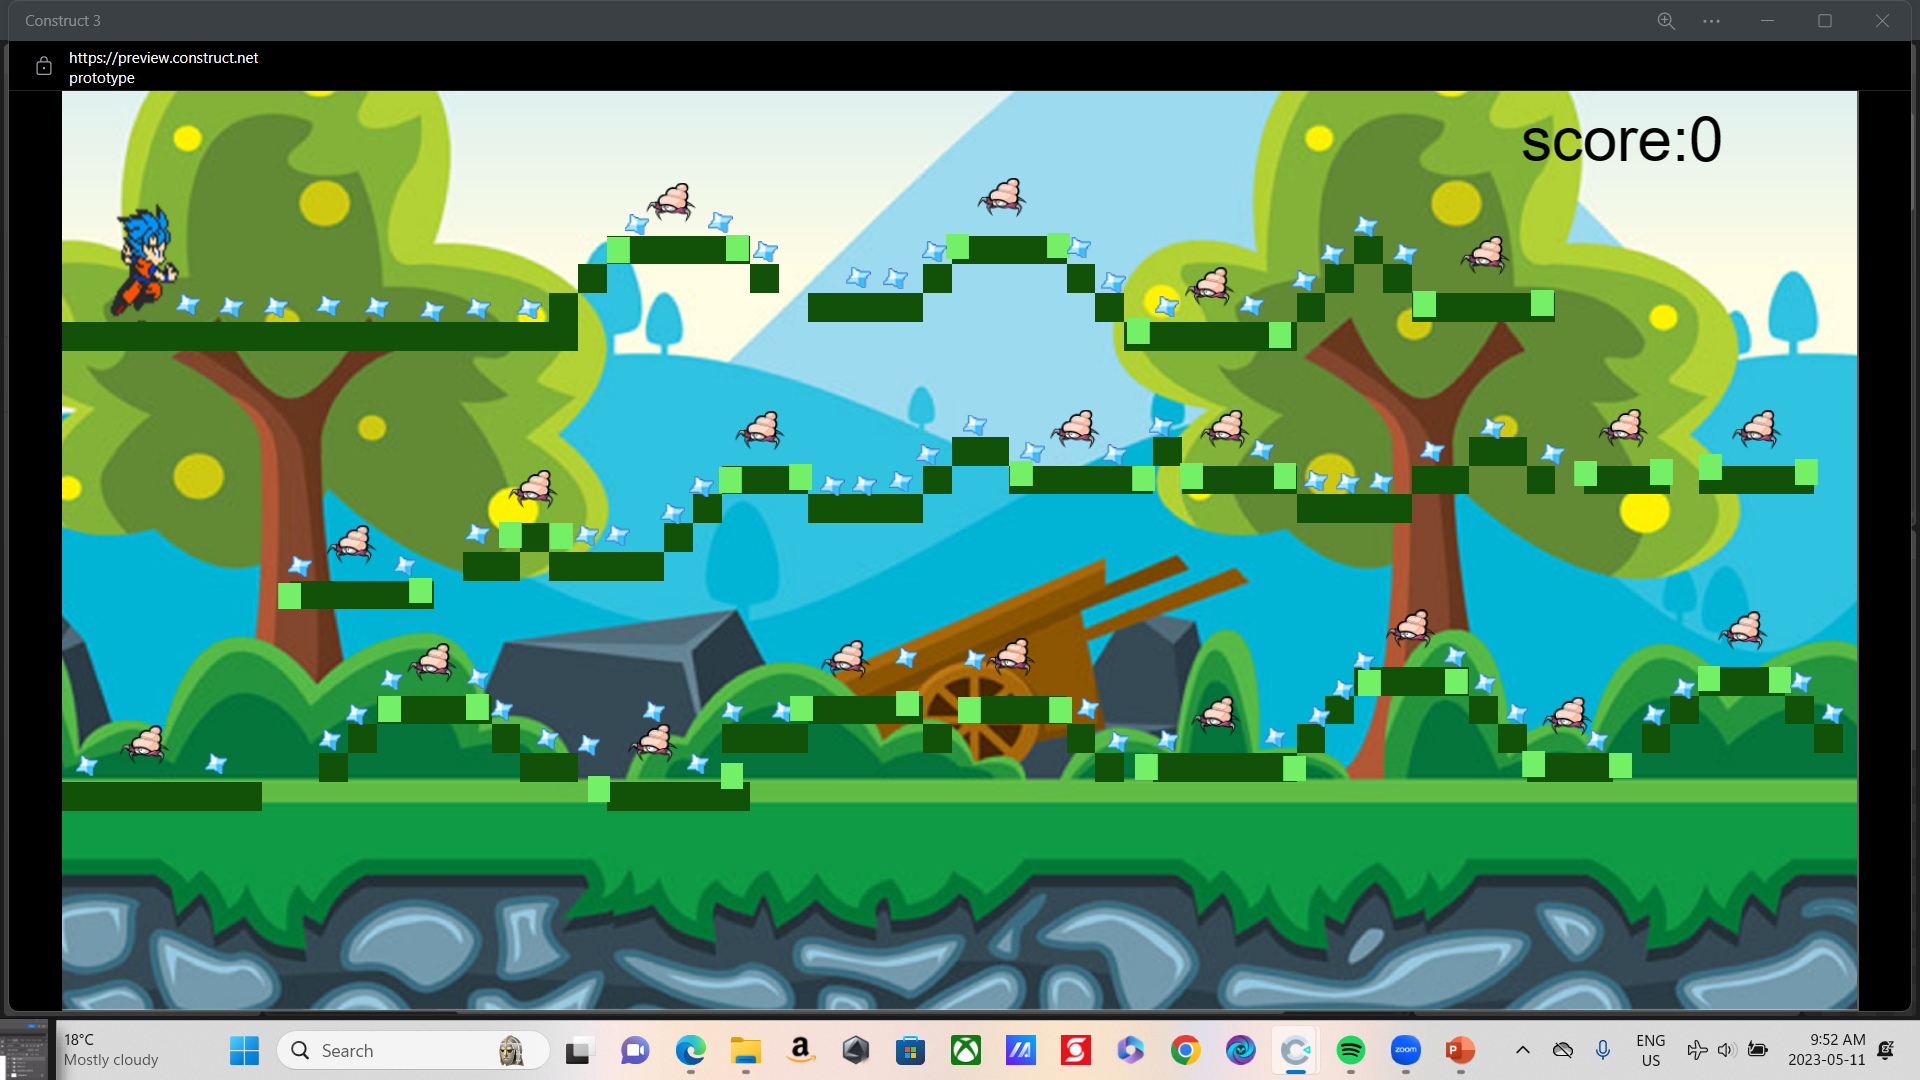 Construct 3
https://preview.construct.net
prototype
score:0
18°C
Mostly cloudy
Search
zoom
ENG
US
9:52 AM
2023-05-11